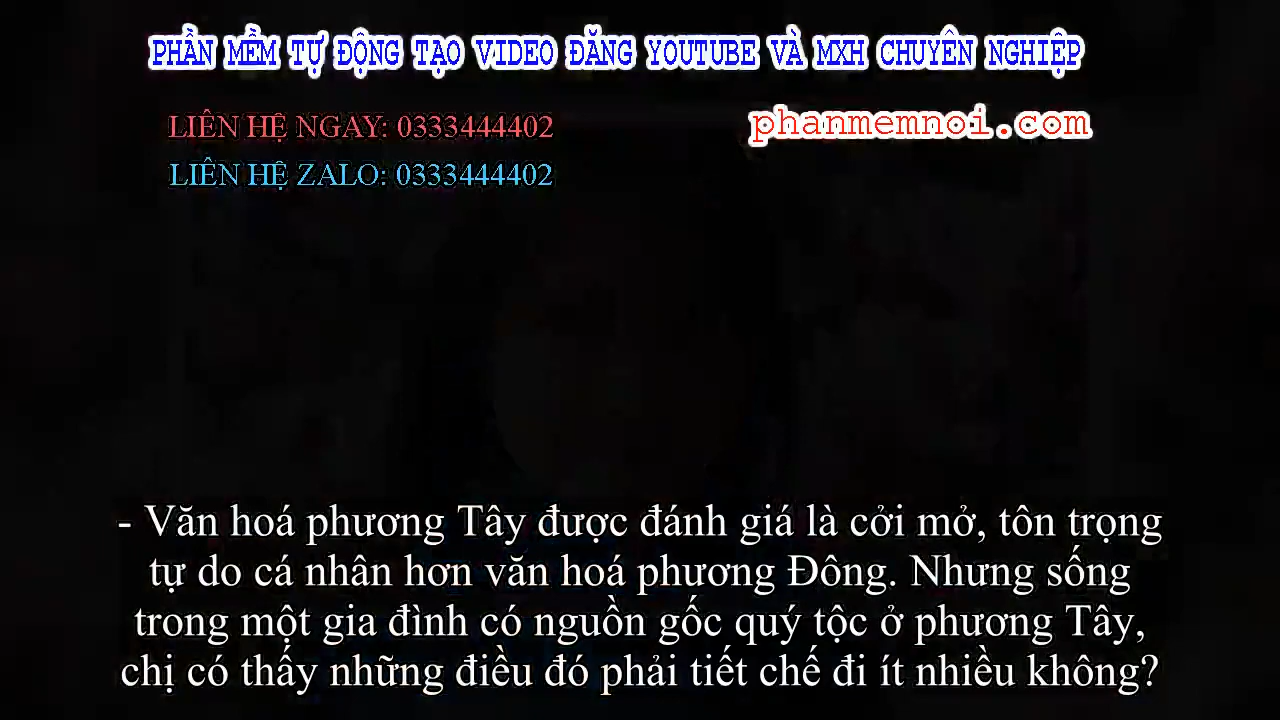 PHẦN MỀM TỰ ĐỘNG TẠO VIDEO ĐĂNG YOUTUBE VÀ MXH CHUYÊN NGHIỆP
LIÊN HỆ NGAY: 0333444402
phanmemnoi.com
LIÊN HỆ ZALO: 0333444402
- Văn hoá phương Tây được đánh giá là cởi mở, tôn trọng
tự do cá nhân hơn văn hoá phương Đông. Nhưng sống
trong một gia đình có nguồn gốc quý tộc ở phương Tây,
chị có thấy những điều đó phải tiết chế đi ít nhiều không?